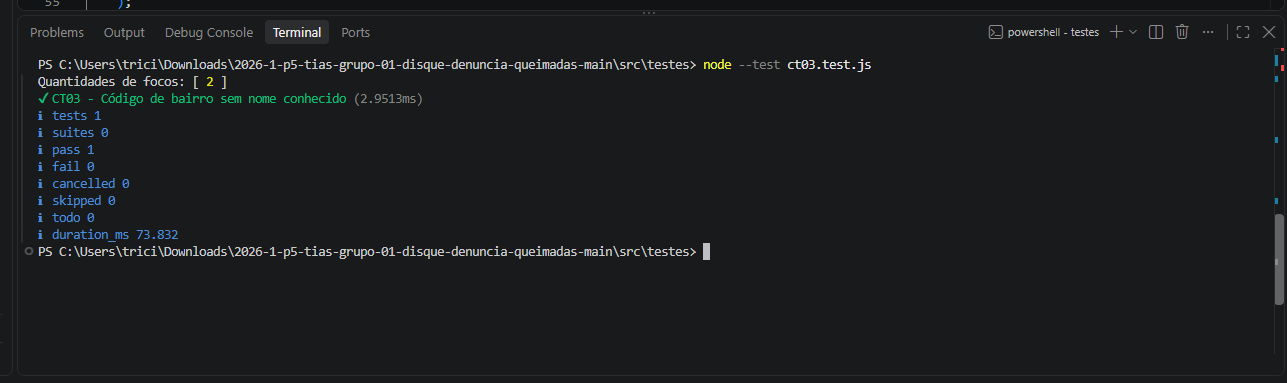 55 );
Problems Output Debug Console Terminal Ports powershell - testes
PS C:\Users\trici\Downloads\2026-1-p5-tias-grupo-01-disque-denuncia-queimadas-main\src\testes> node --test ct03.test.js
Quantidades de focos: [ 2 ]
✓ CT03 - Código de bairro sem nome conhecido (2.9513ms)
ℹ tests 1
ℹ suites 0
ℹ pass 1
ℹ fail 0
ℹ cancelled 0
ℹ skipped 0
ℹ todo 0
ℹ duration_ms 73.832
PS C:\Users\trici\Downloads\2026-1-p5-tias-grupo-01-disque-denuncia-queimadas-main\src\testes>